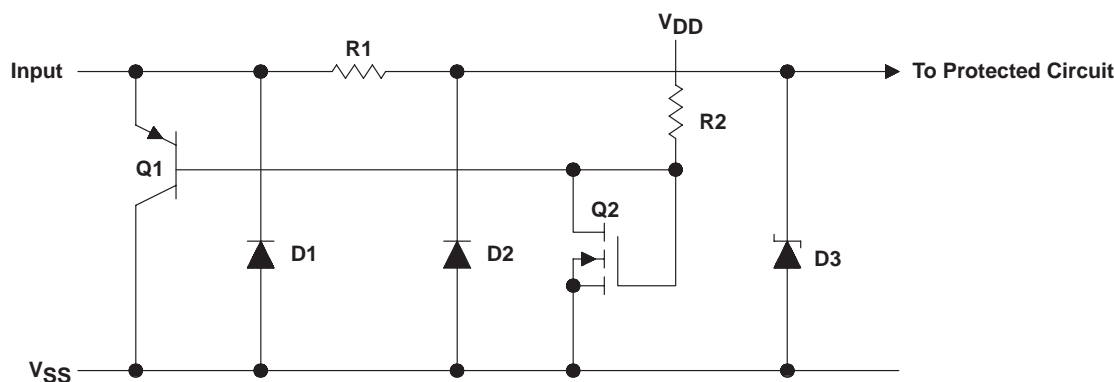 VDD
R1
Input
To Protected Circuit
R2
Q1
Q2
D1
D2
D3
VSS